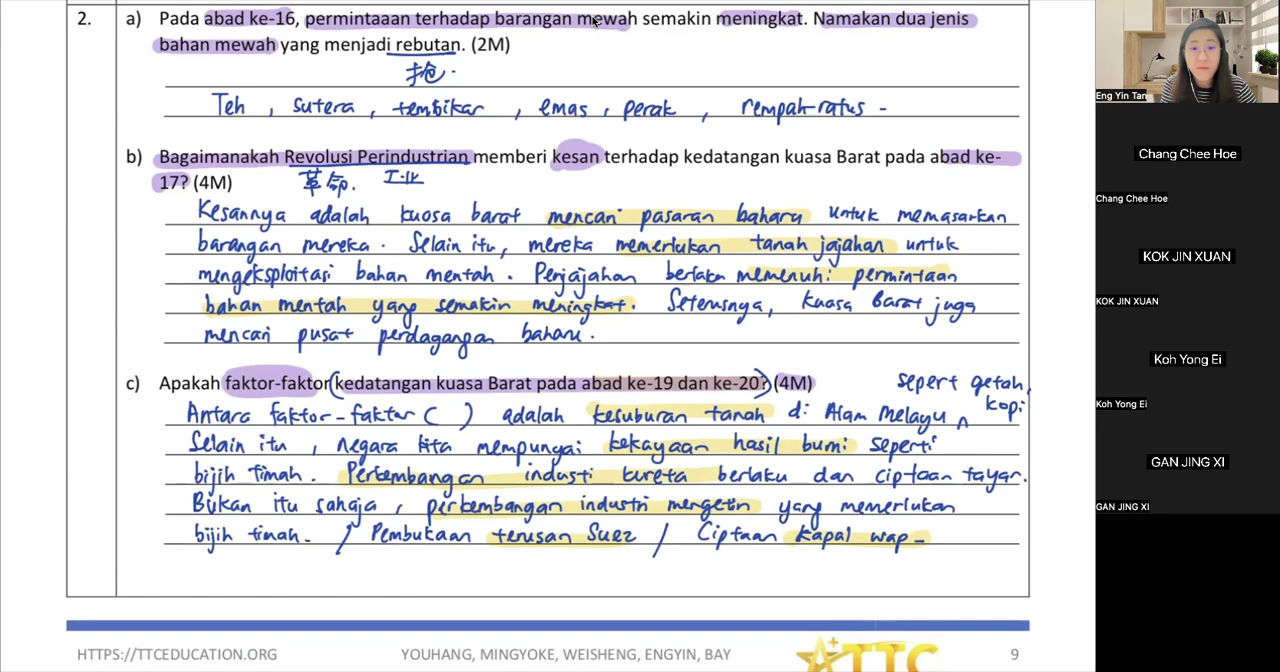 2. a) Pada abad ke-16, permintaaan terhadap barangan mewah semakin meningkat. Namakan dua jenis
bahan mewah yang menjadi rebutan. (2M)
抢.
Teh , sutera , tembikar , emas , perak , rempah-ratus -
b) Bagaimanakah Revolusi Perindustrian memberi kesan terhadap kedatangan kuasa Barat pada abad ke-
17? (4M)
革命. 工业
Kesannya adalah kuasa barat mencari pasaran baharu untuk memasarkan
barangan mereka. Selain itu, mereka memerlukan tanah jajahan untuk
mengeksploitasi bahan mentah. Penjajahan berlaku memenuhi permintaan
bahan mentah yang semakin meningkat. Seterusnya, kuasa Barat juga
mencari pusat perdagangan baharu.
c) Apakah faktor-faktor (kedatangan kuasa Barat pada abad ke-19 dan ke-20?) (4M)
seperti getah,
kopi
Antara faktor-faktor ( ) adalah kesuburan tanah di Alam Melayu ^
Selain itu , negara kita mempunyai kekayaan hasil bumi seperti
bijih timah. Perkembangan industi kereta berlaku dan ciptaan tayar.
Bukan itu sahaja, perkembangan industri mengetin yang memerlukan
bijih timah. / Pembukaan terusan Suez / Ciptaan kapal wap -
HTTPS://TTCEDUCATION.ORG YOUHANG, MINGYOKE, WEISHENG, ENGYIN, BAY TTC 9
Eng Yin Tan
Chang Chee Hoe
Chang Chee Hoe
KOK JIN XUAN
KOK JIN XUAN
Koh Yong Ei
Koh Yong Ei
GAN JING XI
GAN JING XI